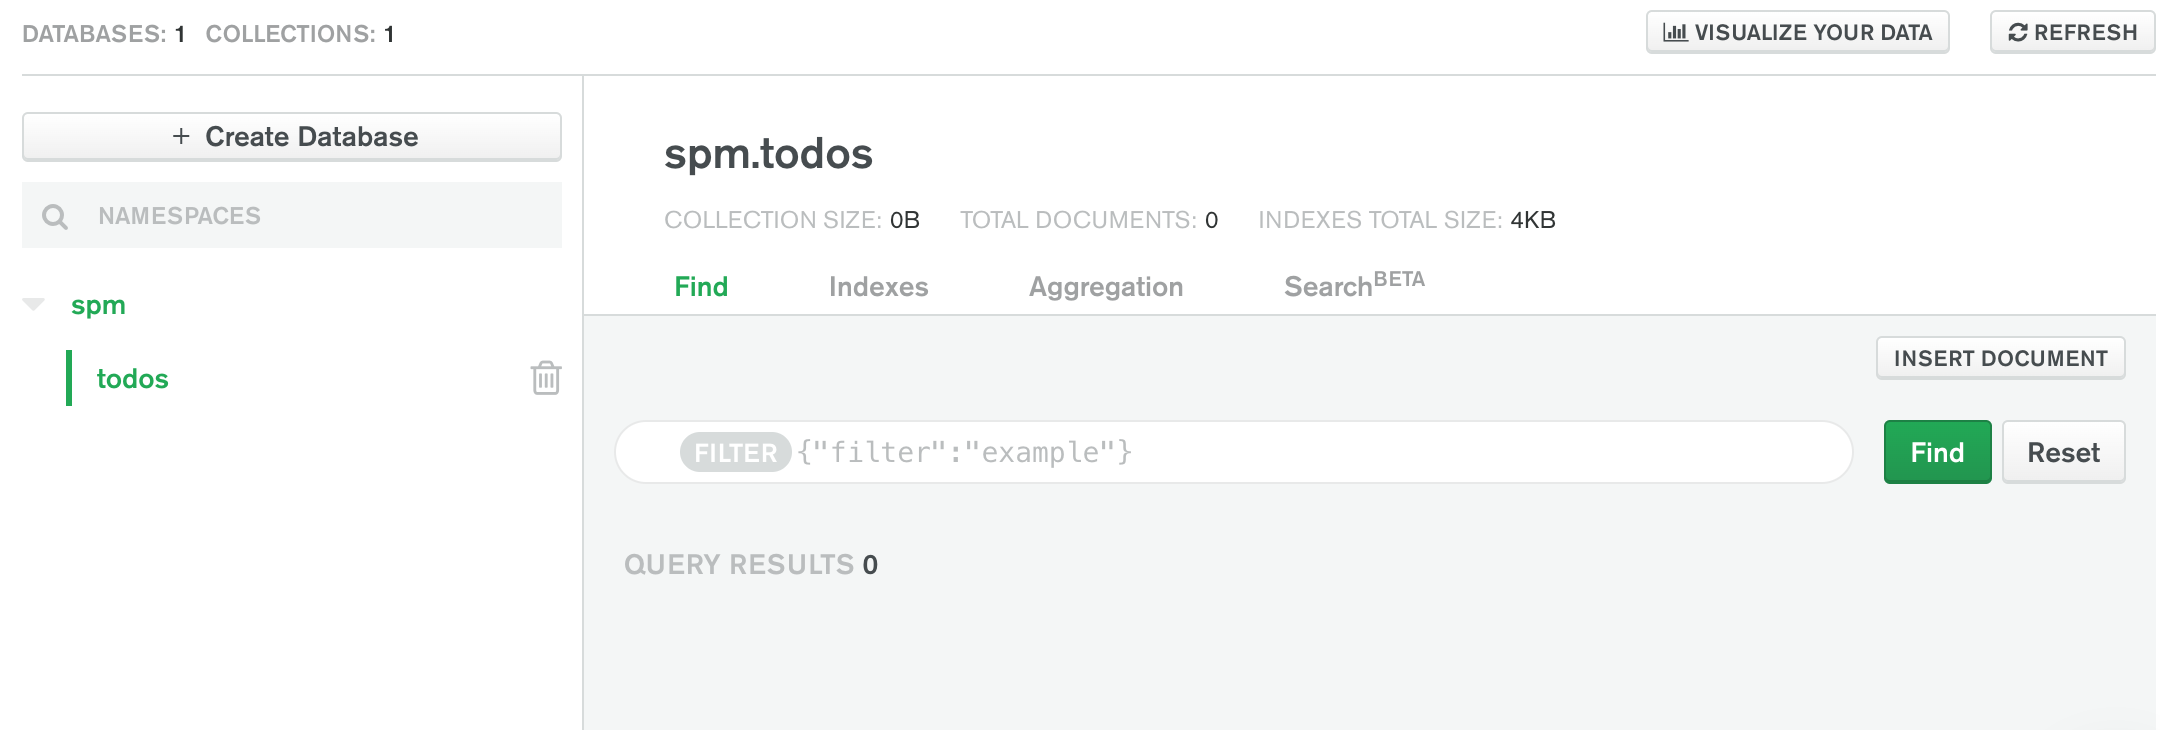 DATABASES: 1 COLLECTIONS: 1
VISUALIZE YOUR DATA
REFRESH
+ Create Database
NAMESPACES
spm
todos
spm.todos
COLLECTION SIZE: 0B TOTAL DOCUMENTS: 0 INDEXES TOTAL SIZE: 4KB
Find Indexes Aggregation Search BETA
INSERT DOCUMENT
FILTER {"filter":"example"}
Find
Reset
QUERY RESULTS 0